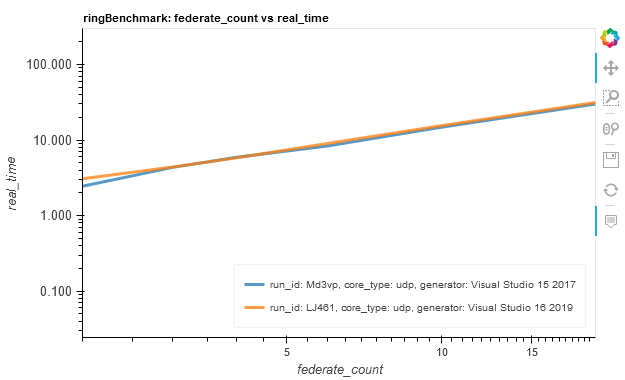 ringBenchmark: federate_count vs real_time
100.000
10.000
1.000
0.100
real_time
run_id: Md3vp, core_type: udp, generator: Visual Studio 15 2017
run_id: LJ461, core_type: udp, generator: Visual Studio 16 2019
5
10
15
federate_count